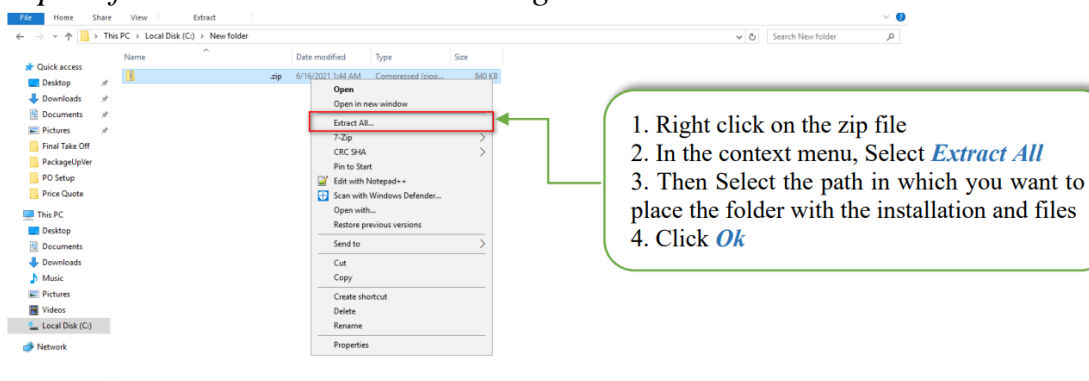 File Home Share View Extract
This PC > Local Disk (C:) > New folder
Search New folder
Name Date modified Type Size
.zip 6/16/2021 1:44 AM Compressed (zipp... 840 KB
Quick access
Desktop
Downloads
Documents
Pictures
Final Take Off
PackageUpVer
PO Setup
Price Quote
This PC
Desktop
Documents
Downloads
Music
Pictures
Videos
Local Disk (C:)
Network
Open
Open in new window
Extract All...
7-Zip
CRC SHA
Pin to Start
Edit with Notepad++
Scan with Windows Defender...
Open with...
Restore previous versions
Send to
Cut
Copy
Create shortcut
Delete
Rename
Properties
1. Right click on the zip file
2. In the context menu, Select Extract All
3. Then Select the path in which you want to
place the folder with the installation and files
4. Click Ok